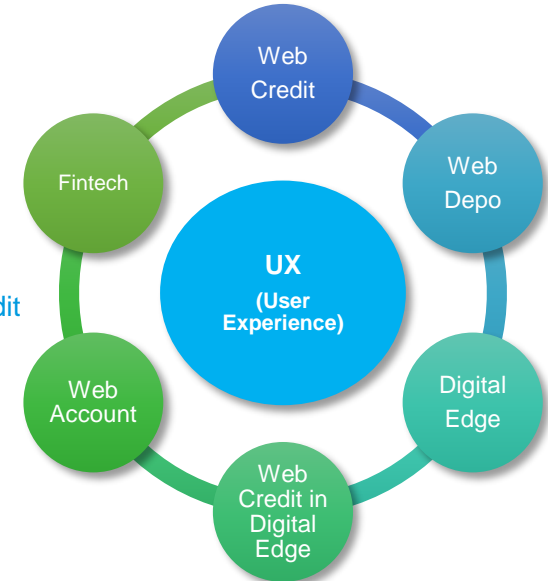 Web
Credit
Web
Depo
Digital
Edge
Web
Credit in
Digital
Edge
Web
Account
Fintech
UX
(User
Experience)